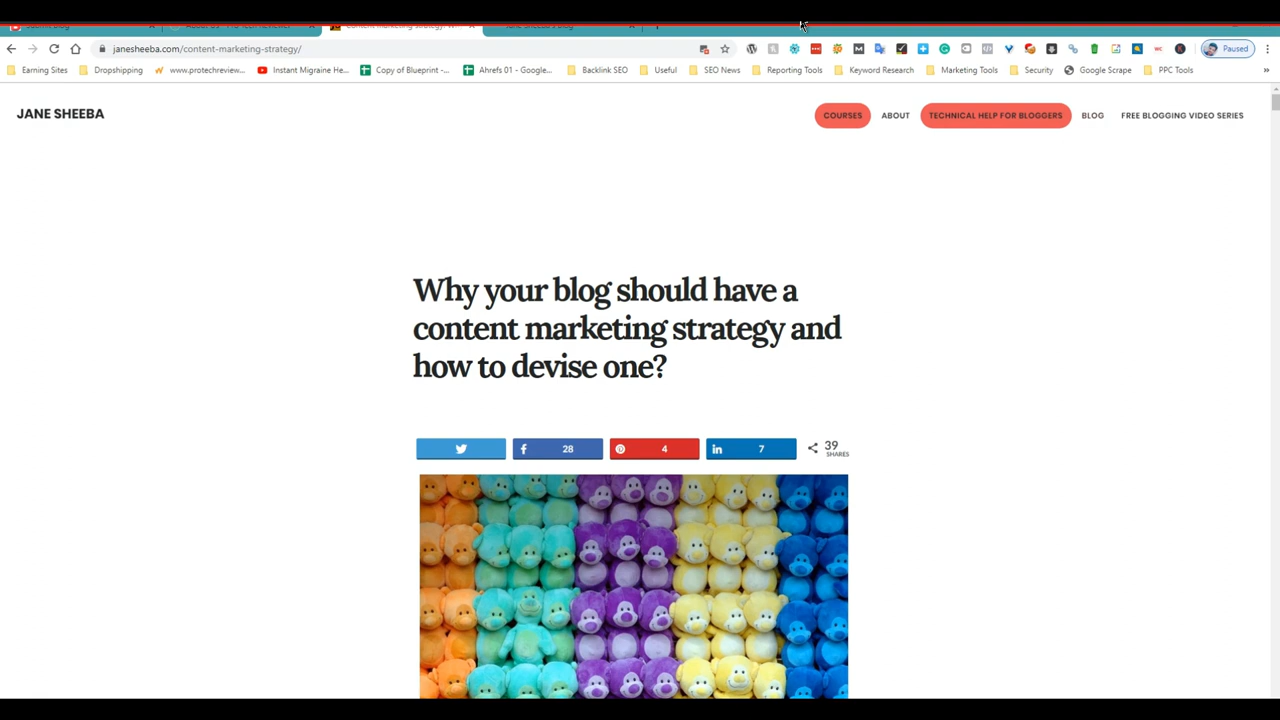 janesheeba.com/content-marketing-strategy/
Paused
Earning Sites
Dropshipping
www.protechreview...
Instant Migraine He...
Copy of Blueprint -...
Ahrefs 01 - Google...
Backlink SEO
Useful
SEO News
Reporting Tools
Keyword Research
Marketing Tools
Security
Google Scrape
PPC Tools
»
JANE SHEEBA
COURSES
ABOUT
TECHNICAL HELP FOR BLOGGERS
BLOG
FREE BLOGGING VIDEO SERIES
Why your blog should have a
content marketing strategy and
how to devise one?
28
4
7
39
SHARES